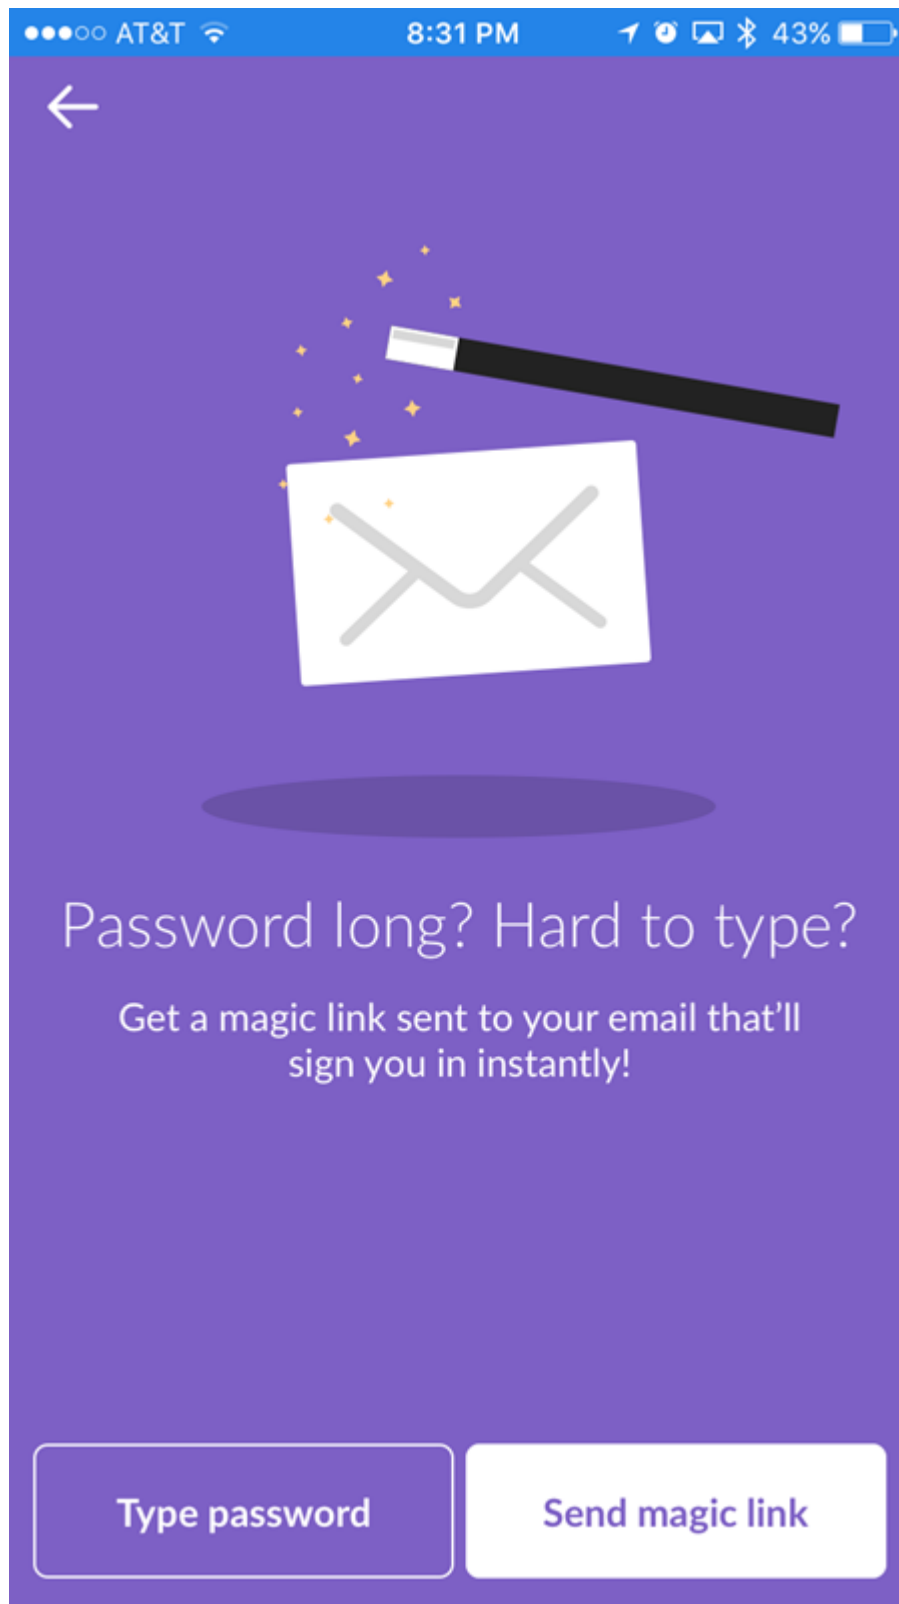 AT&T 8:31 PM 43%
Password long? Hard to type?
Get a magic link sent to your email that’ll
sign you in instantly!
Type password Send magic link